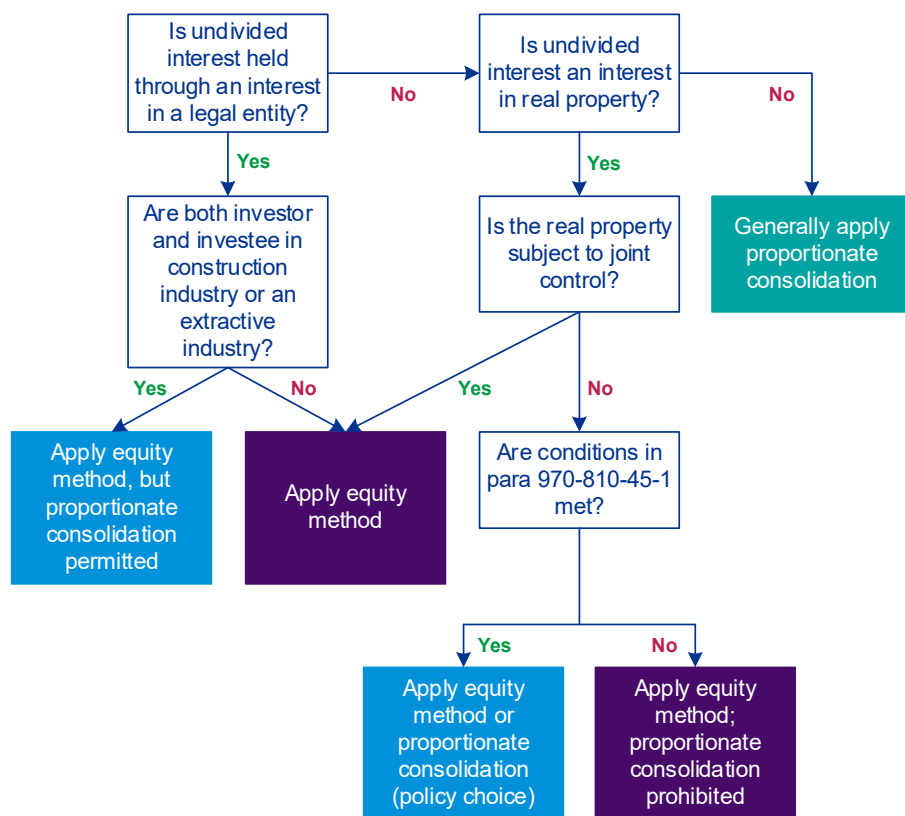 Is undivided
interest held
through an interest
in a legal entity?
No
Is undivided
interest an interest
in real property?
No
Yes
Yes
Are both investor
and investee in
construction
industry or an
extractive
industry?
Is the real property
subject to joint
control?
Generally apply
proportionate
consolidation
Yes
No
Yes
No
Apply equity
method, but
proportionate
consolidation
permitted
Apply equity
method
Are conditions in
para 970-810-45-1
met?
Yes
No
Apply equity
method or
proportionate
consolidation
(policy choice)
Apply equity
method;
proportionate
consolidation
prohibited